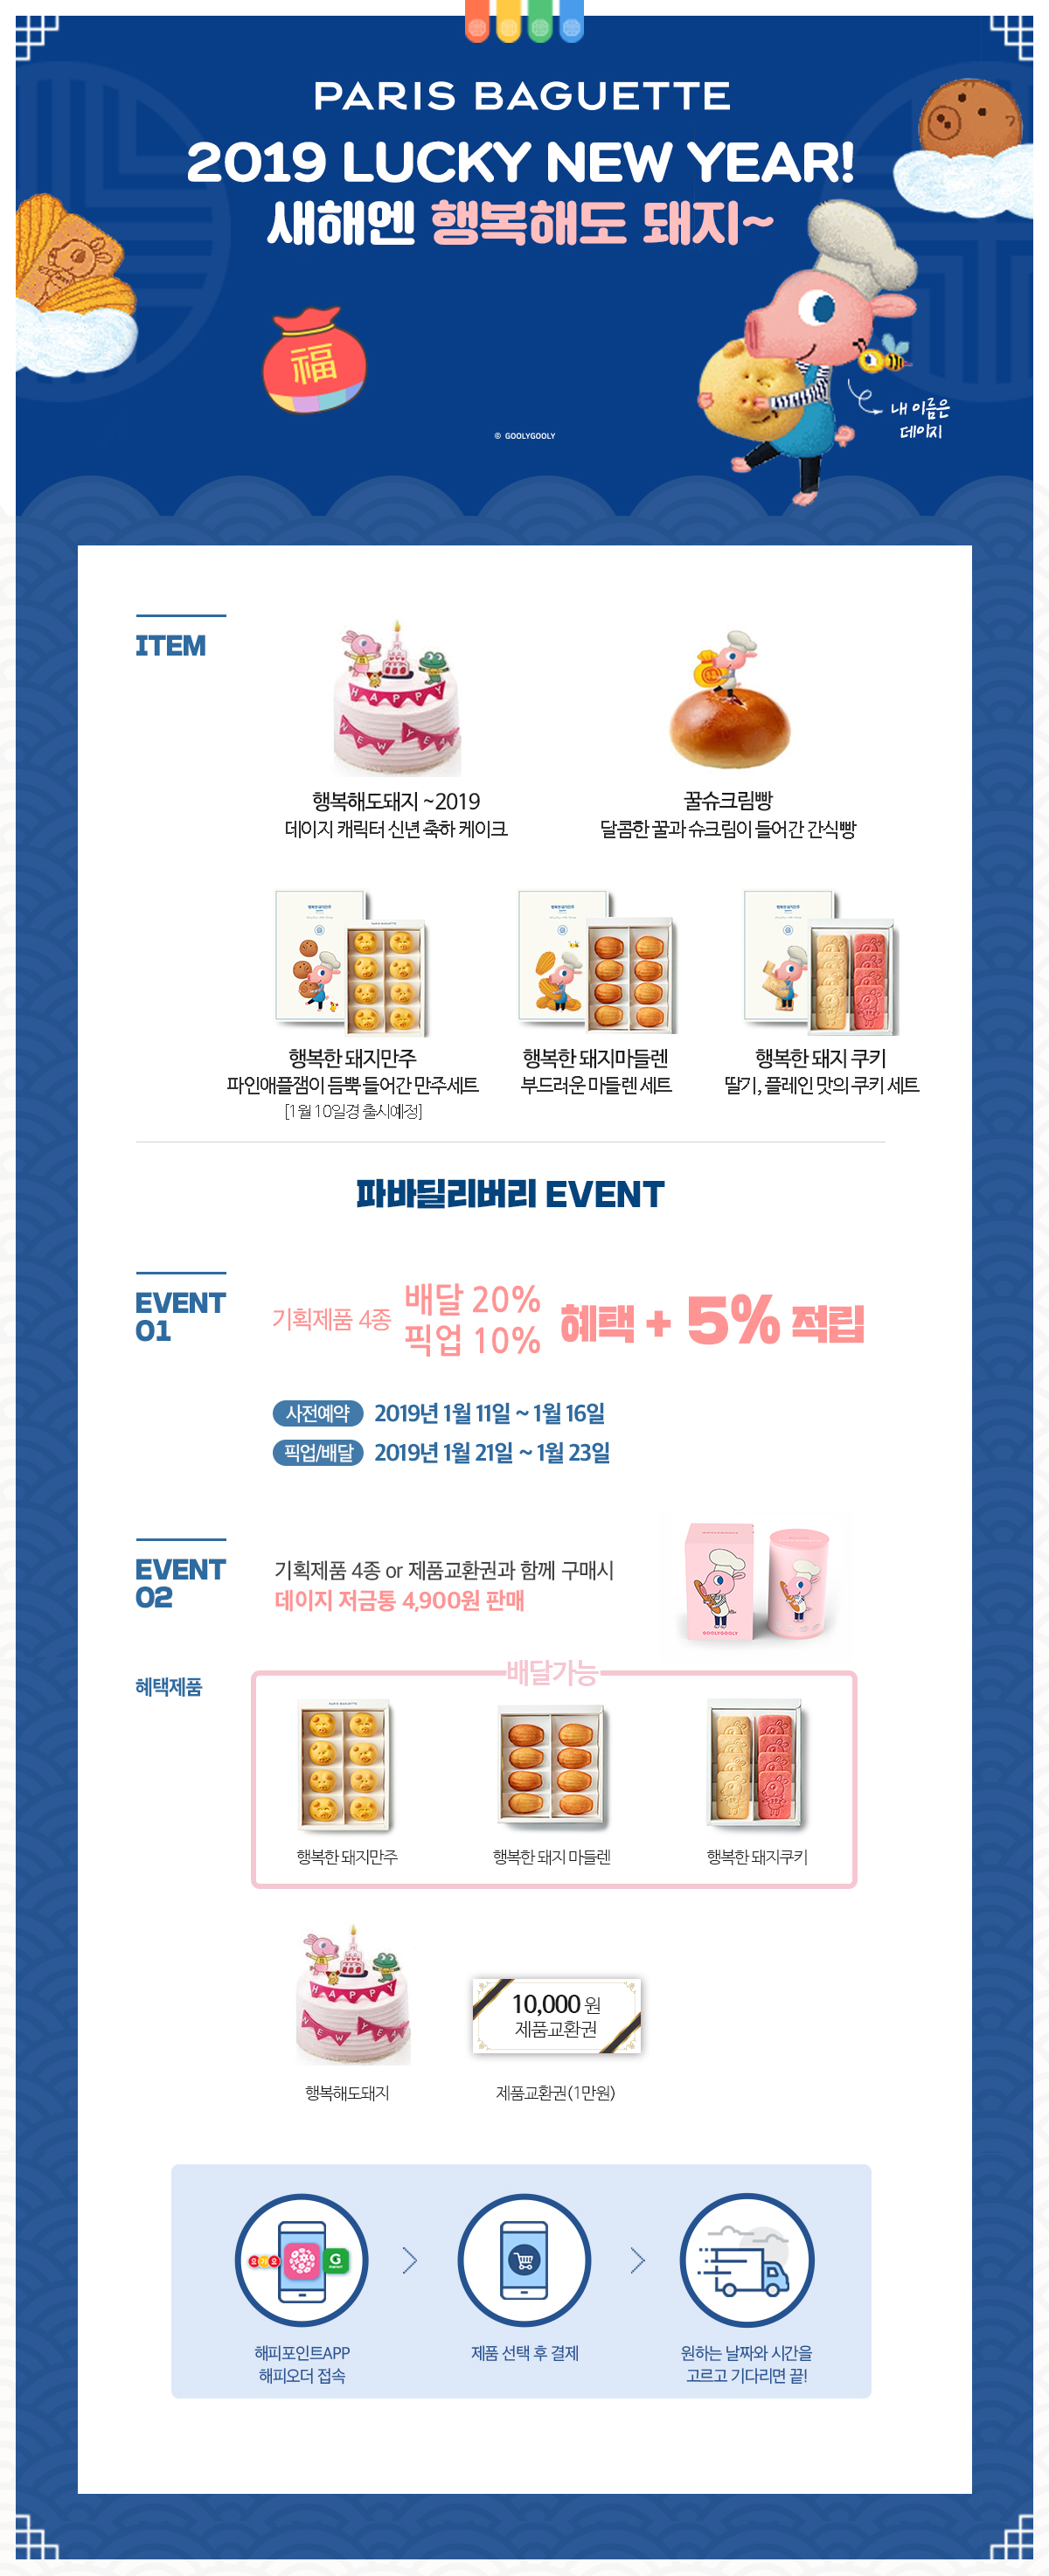 PARIS BAGUETTE
2019 LUCKY NEW YEAR!
새해엔 행복해도 돼지~
福
내 이름은
데이지
© GOOLYGOOLY
ITEM
HAPPY
NEW YEA
행복해도돼지 ~2019
데이지 캐릭터 신년 축하 케이크
꿀슈크림빵
달콤한 꿀과 슈크림이 들어간 간식빵
PARIS BAGUETTE
행복한 돼지만주
파인애플잼이 듬뿍 들어간 만주세트
[1월 10일경 출시예정]
행복한 돼지마들렌
부드러운 마들렌 세트
행복한 돼지 쿠키
딸기, 플레인 맛의 쿠키 세트
파바딜리버리 EVENT
EVENT
01
기획제품 4종
배달 20%
픽업 10%
혜택 + 5% 적립
사전예약 2019년 1월 11일 ~ 1월 16일
픽업/배달 2019년 1월 21일 ~ 1월 23일
EVENT
02
기획제품 4종 or 제품교환권과 함께 구매시
데이지 저금통 4,900원 판매
GOOLYGOOLY
혜택제품
배달가능
PARIS BAGUETTE
행복한 돼지만주
행복한 돼지 마들렌
행복한 돼지쿠키
HAPPY
NEW YEA
10,000 원
제품교환권
행복해도돼지
제품교환권(1만원)
요기요
G
해피포인트APP
해피오더 접속
제품 선택 후 결제
원하는 날짜와 시간을
고르고 기다리면 끝!